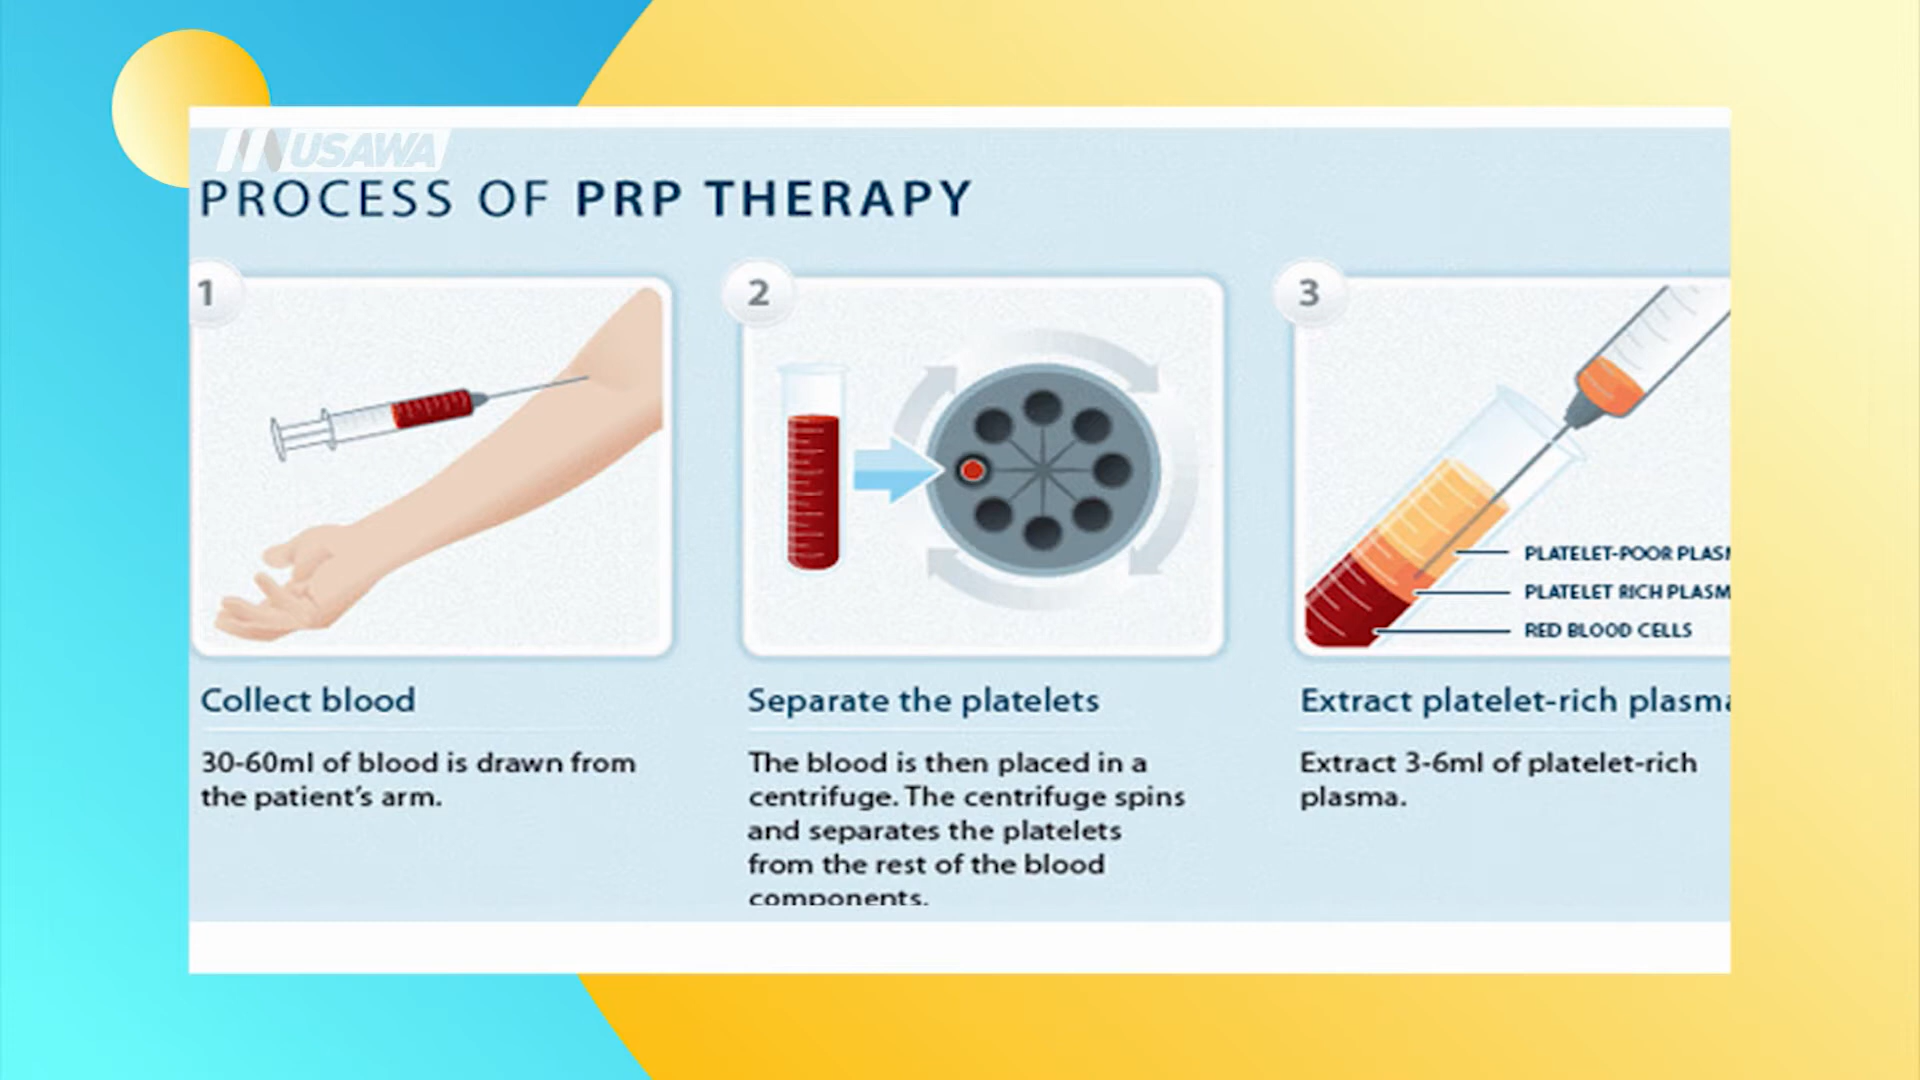 MUSAWA
PROCESS OF PRP THERAPY
1
2
3
PLATELET-POOR PLASM
PLATELET RICH PLASM
RED BLOOD CELLS
Collect blood
30-60ml of blood is drawn from
the patient's arm.
Separate the platelets
The blood is then placed in a
centrifuge. The centrifuge spins
and separates the platelets
from the rest of the blood
components.
Extract platelet-rich plasma
Extract 3-6ml of platelet-rich
plasma.